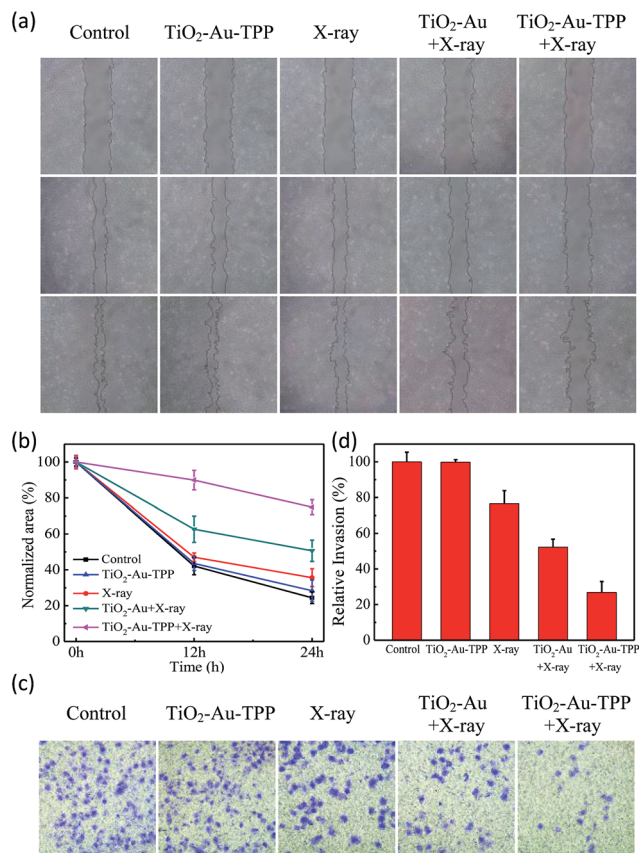 (a)
Control
TiO₂-Au-TPP
X-ray
TiO₂-Au
+X-ray
TiO₂-Au-TPP
+X-ray
(b)
Normalized area (%)
100
80
60
40
20
0
Control
TiO₂-Au-TPP
X-ray
TiO₂-Au+X-ray
TiO₂-Au-TPP+X-ray
0h
12h
24h
Time (h)
(d)
Relative Invasion (%)
100
80
60
40
20
0
Control
TiO₂-Au-TPP
X-ray
TiO₂-Au
+X-ray
TiO₂-Au-TPP
+X-ray
(c)
Control
TiO₂-Au-TPP
X-ray
TiO₂-Au
+X-ray
TiO₂-Au-TPP
+X-ray